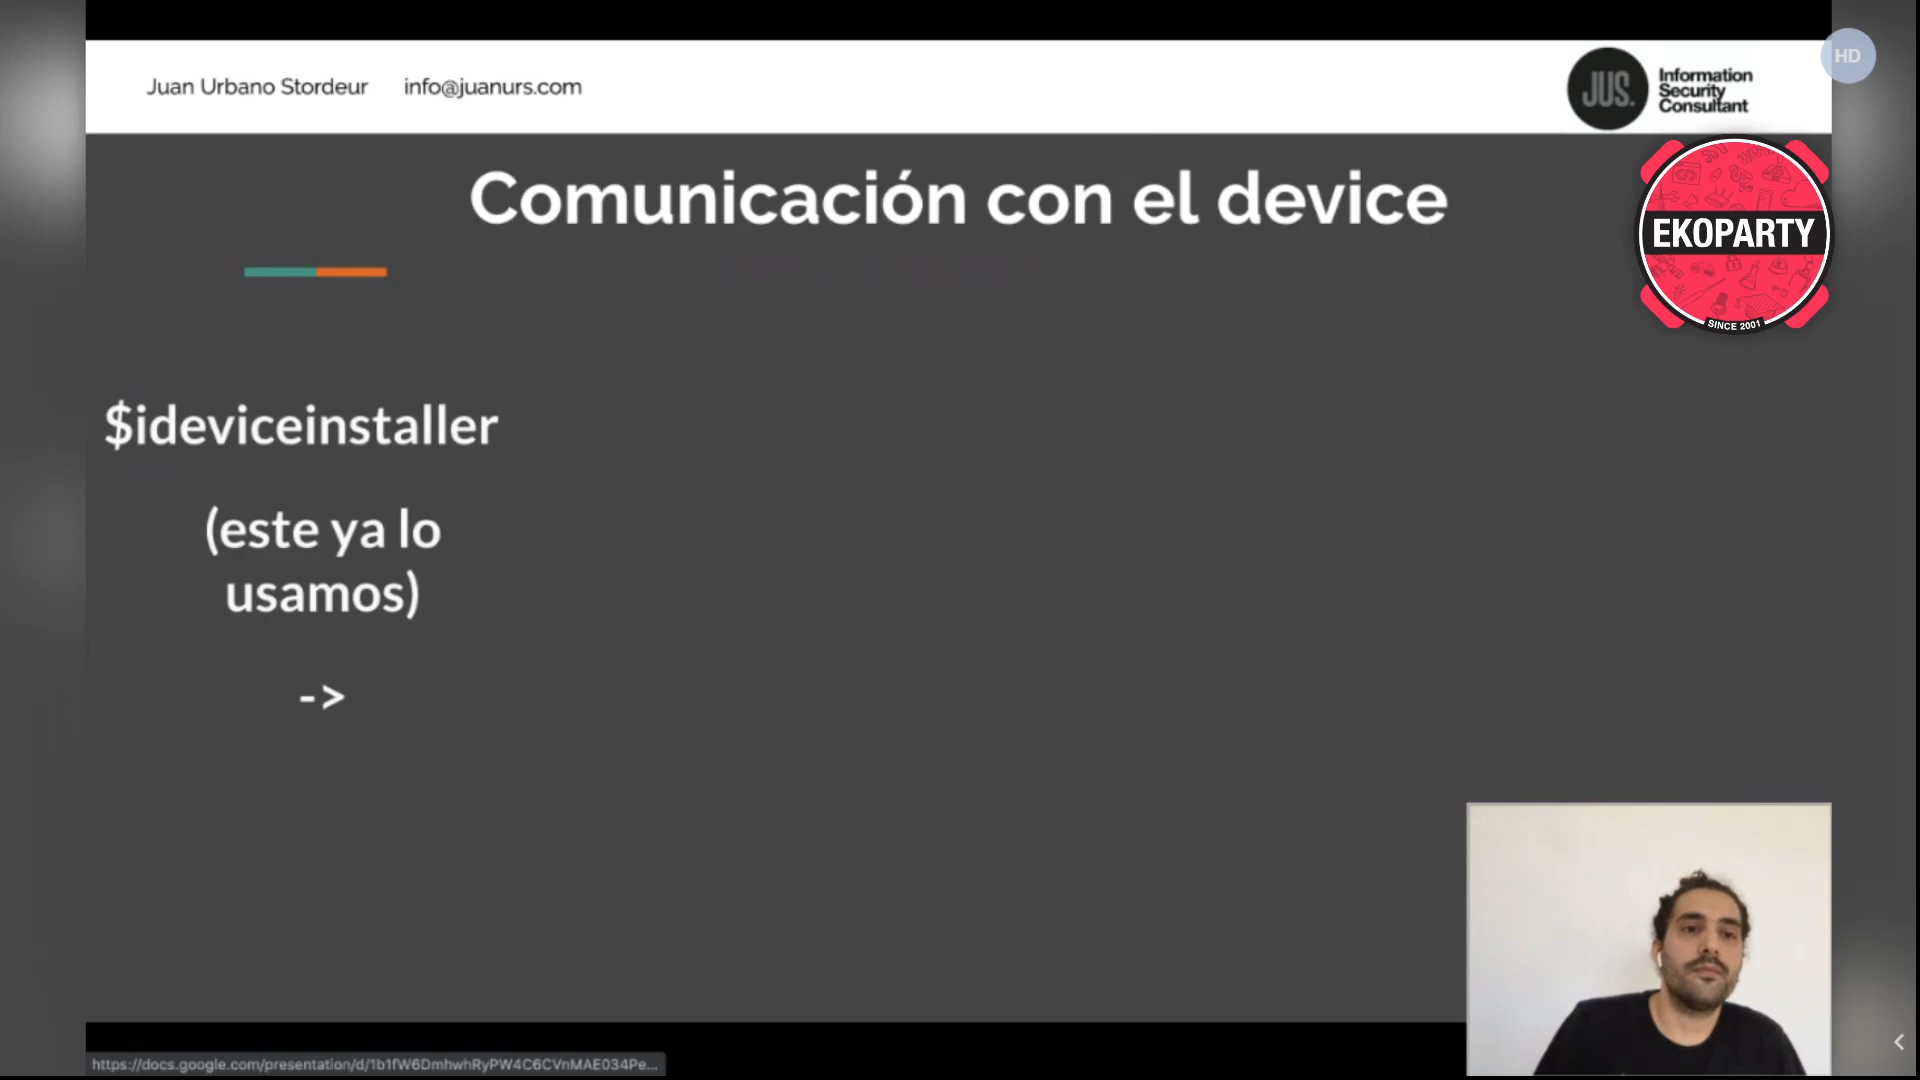 Juan Urbano Stordeur info@juanurs.com
JUS.
Information
Security
Consultant
HD
Comunicación con el device
EKOPARTY
SINCE 2001
$ideviceinstaller
(este ya lo
usamos)
->
https://docs.google.com/presentation/d/1b1fW6DmhwhRyPW4C6CVnMAE034Pe...